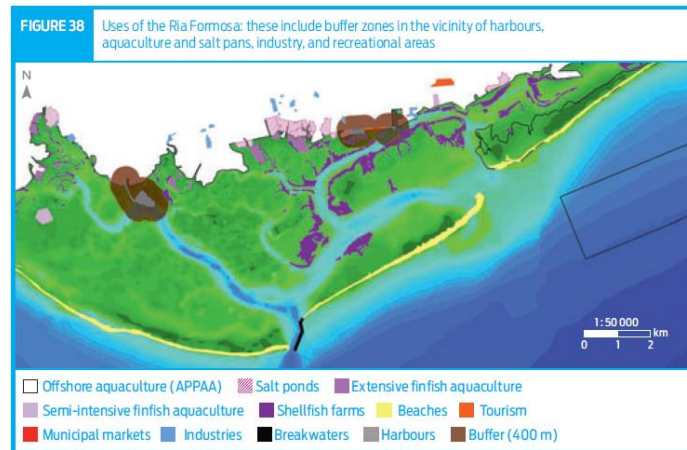 FIGURE 38
Uses of the Ria Formosa: these include buffer zones in the vicinity of harbours,
aquaculture and salt pans, industry, and recreational areas
N
1:50 000
km
0 1 2
Offshore aquaculture (APPAA) Salt ponds Extensive finfish aquaculture
Semi-intensive finfish aquaculture Shellfish farms Beaches Tourism
Municipal markets Industries Breakwaters Harbours Buffer (400 m)